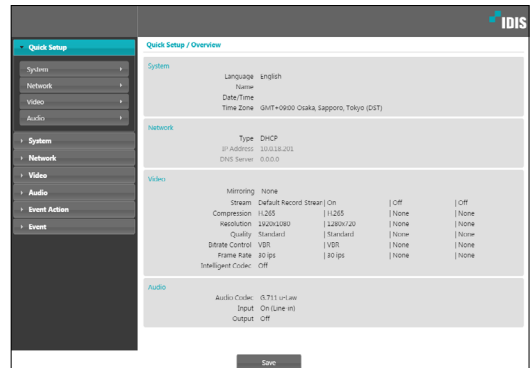 IDIS
Quick Setup
System
Network
Video
Audio
System
Network
Video
Audio
Event Action
Event
Quick Setup / Overview
System
Language English
Name
Date/Time
Time Zone GMT+09:00 Osaka, Sapporo, Tokyo (DST)
Network
Type DHCP
IP Address 10.0.18.201
DNS Server 0.0.0.0
Video
Mirroring None
Stream Default Record Strear | On | Off | Off
Compression H.265 | H.265 | None | None
Resolution 1920x1080 | 1280x720 | None | None
Quality Standard | Standard | None | None
Bitrate Control VBR | VBR | None | None
Frame Rate 30 ips | 30 ips | None | None
Intelligent Codec Off
Audio
Audio Codec G.711 u-Law
Input On (Line-in)
Output Off
Save